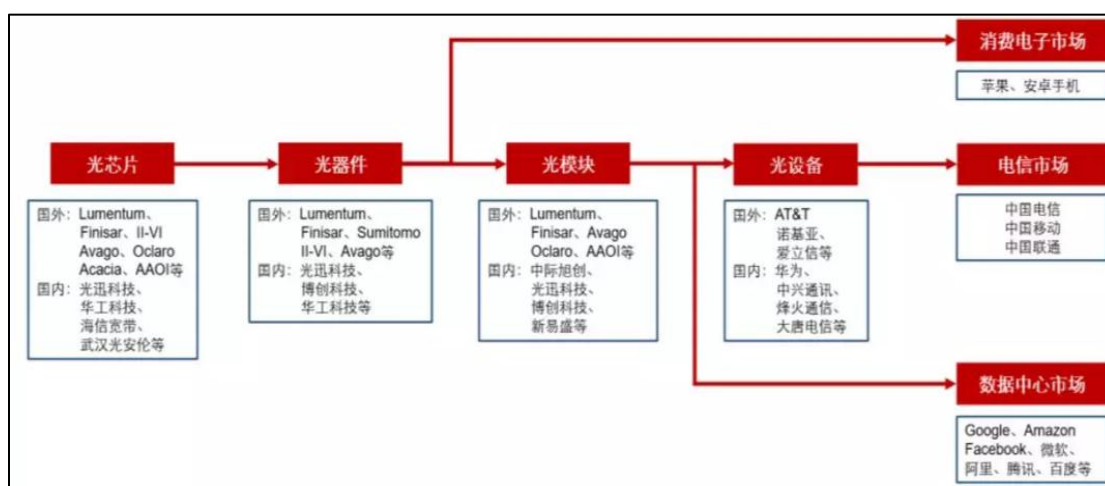 消费电子市场
苹果、安卓手机
光芯片
光器件
光模块
光设备
电信市场
国外：Lumentum、
Finisar、II-VI
Avago、Oclaro
Acacia、AAOI等
国内：光迅科技、
华工科技、
海信宽带、
武汉光安伦等
国外：Lumentum、
Finisar、Sumitomo
II-VI、Avago等
国内：光迅科技、
博创科技、
华工科技等
国外：Lumentum、
Finisar、Avago
Oclaro、AAOI等
国内：中际旭创、
光迅科技、
博创科技、
新易盛等
国外：AT&T
诺基亚、
爱立信等
国内：华为、
中兴通讯、
烽火通信、
大唐电信等
中国电信
中国移动
中国联通
数据中心市场
Google、Amazon
Facebook、微软、
阿里、腾讯、百度等